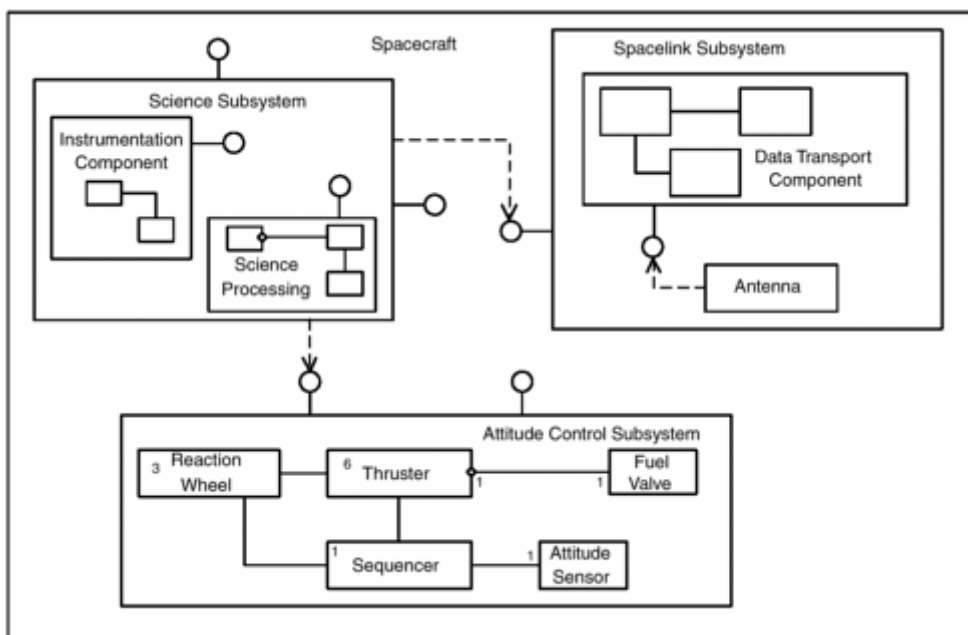 Spacecraft
Science Subsystem
Instrumentation
Component
Science
Processing
Spacelink Subsystem
Data Transport
Component
Antenna
Attitude Control Subsystem
3 Reaction
Wheel
6 Thruster
1
1
Fuel
Valve
1
Sequencer
1 Attitude
Sensor